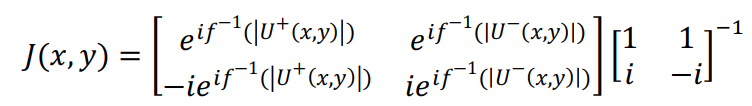 J(x,y) = [e^{if^{-1}(|U^+(x,y)|)} e^{if^{-1}(|U^-(x,y)|)}
-ie^{if^{-1}(|U^+(x,y)|)} ie^{if^{-1}(|U^-(x,y)|)}] [1 1
i -i]^{-1}